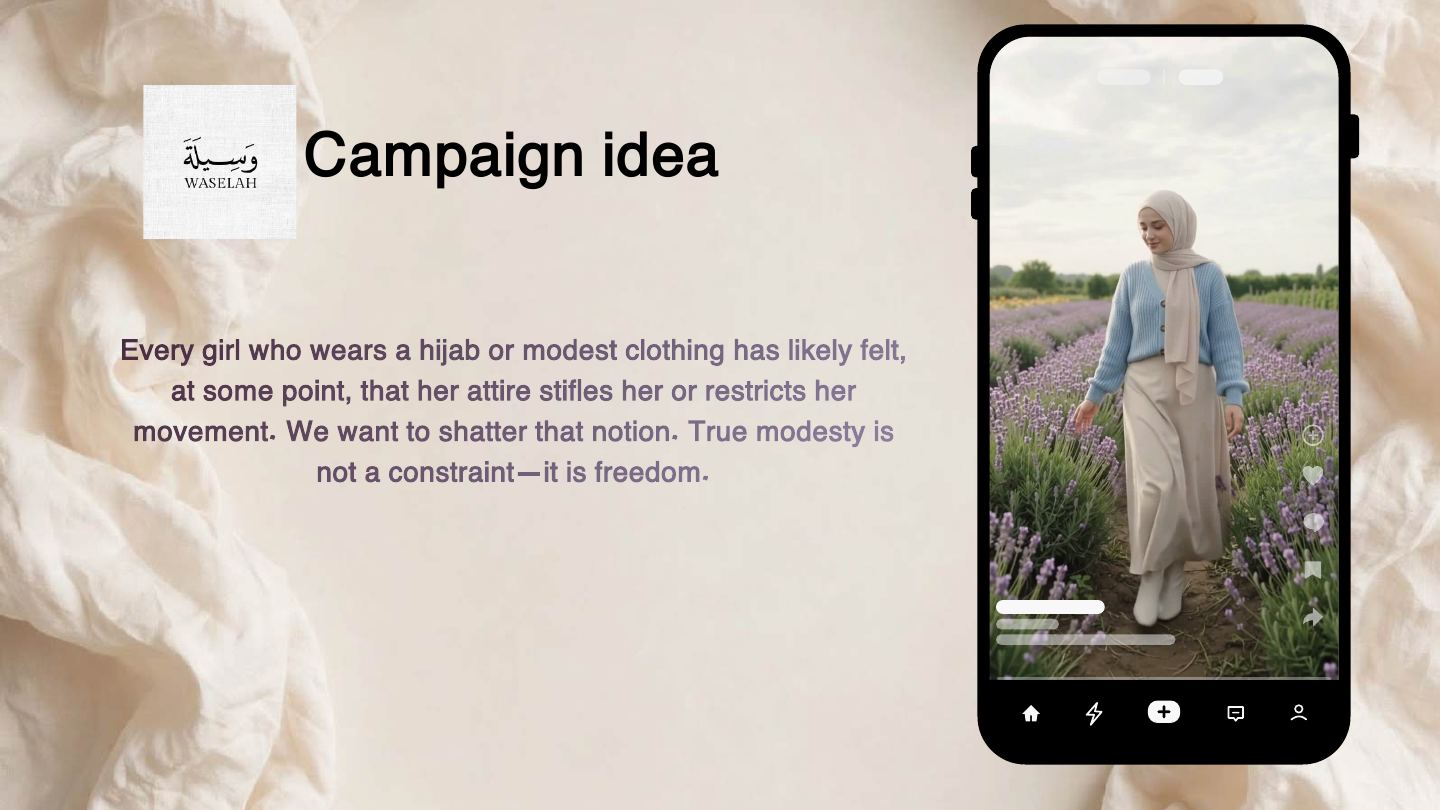 وَسِيلَة
WASELAH
Campaign idea
Every girl who wears a hijab or modest clothing has likely felt,
at some point, that her attire stifles her or restricts her
movement. We want to shatter that notion. True modesty is
not a constraint—it is freedom.